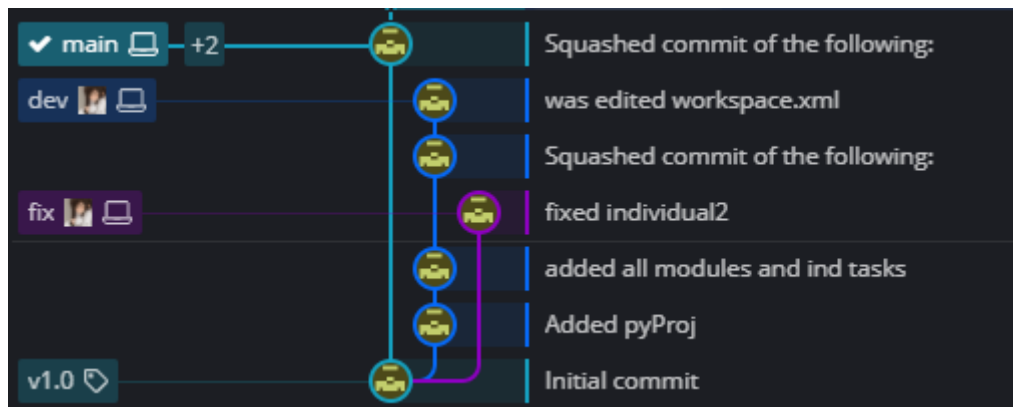 main +2 Squashed commit of the following:
dev was edited workspace.xml
Squashed commit of the following:
fix fixed individual2
added all modules and ind tasks
Added pyProj
v1.0 Initial commit